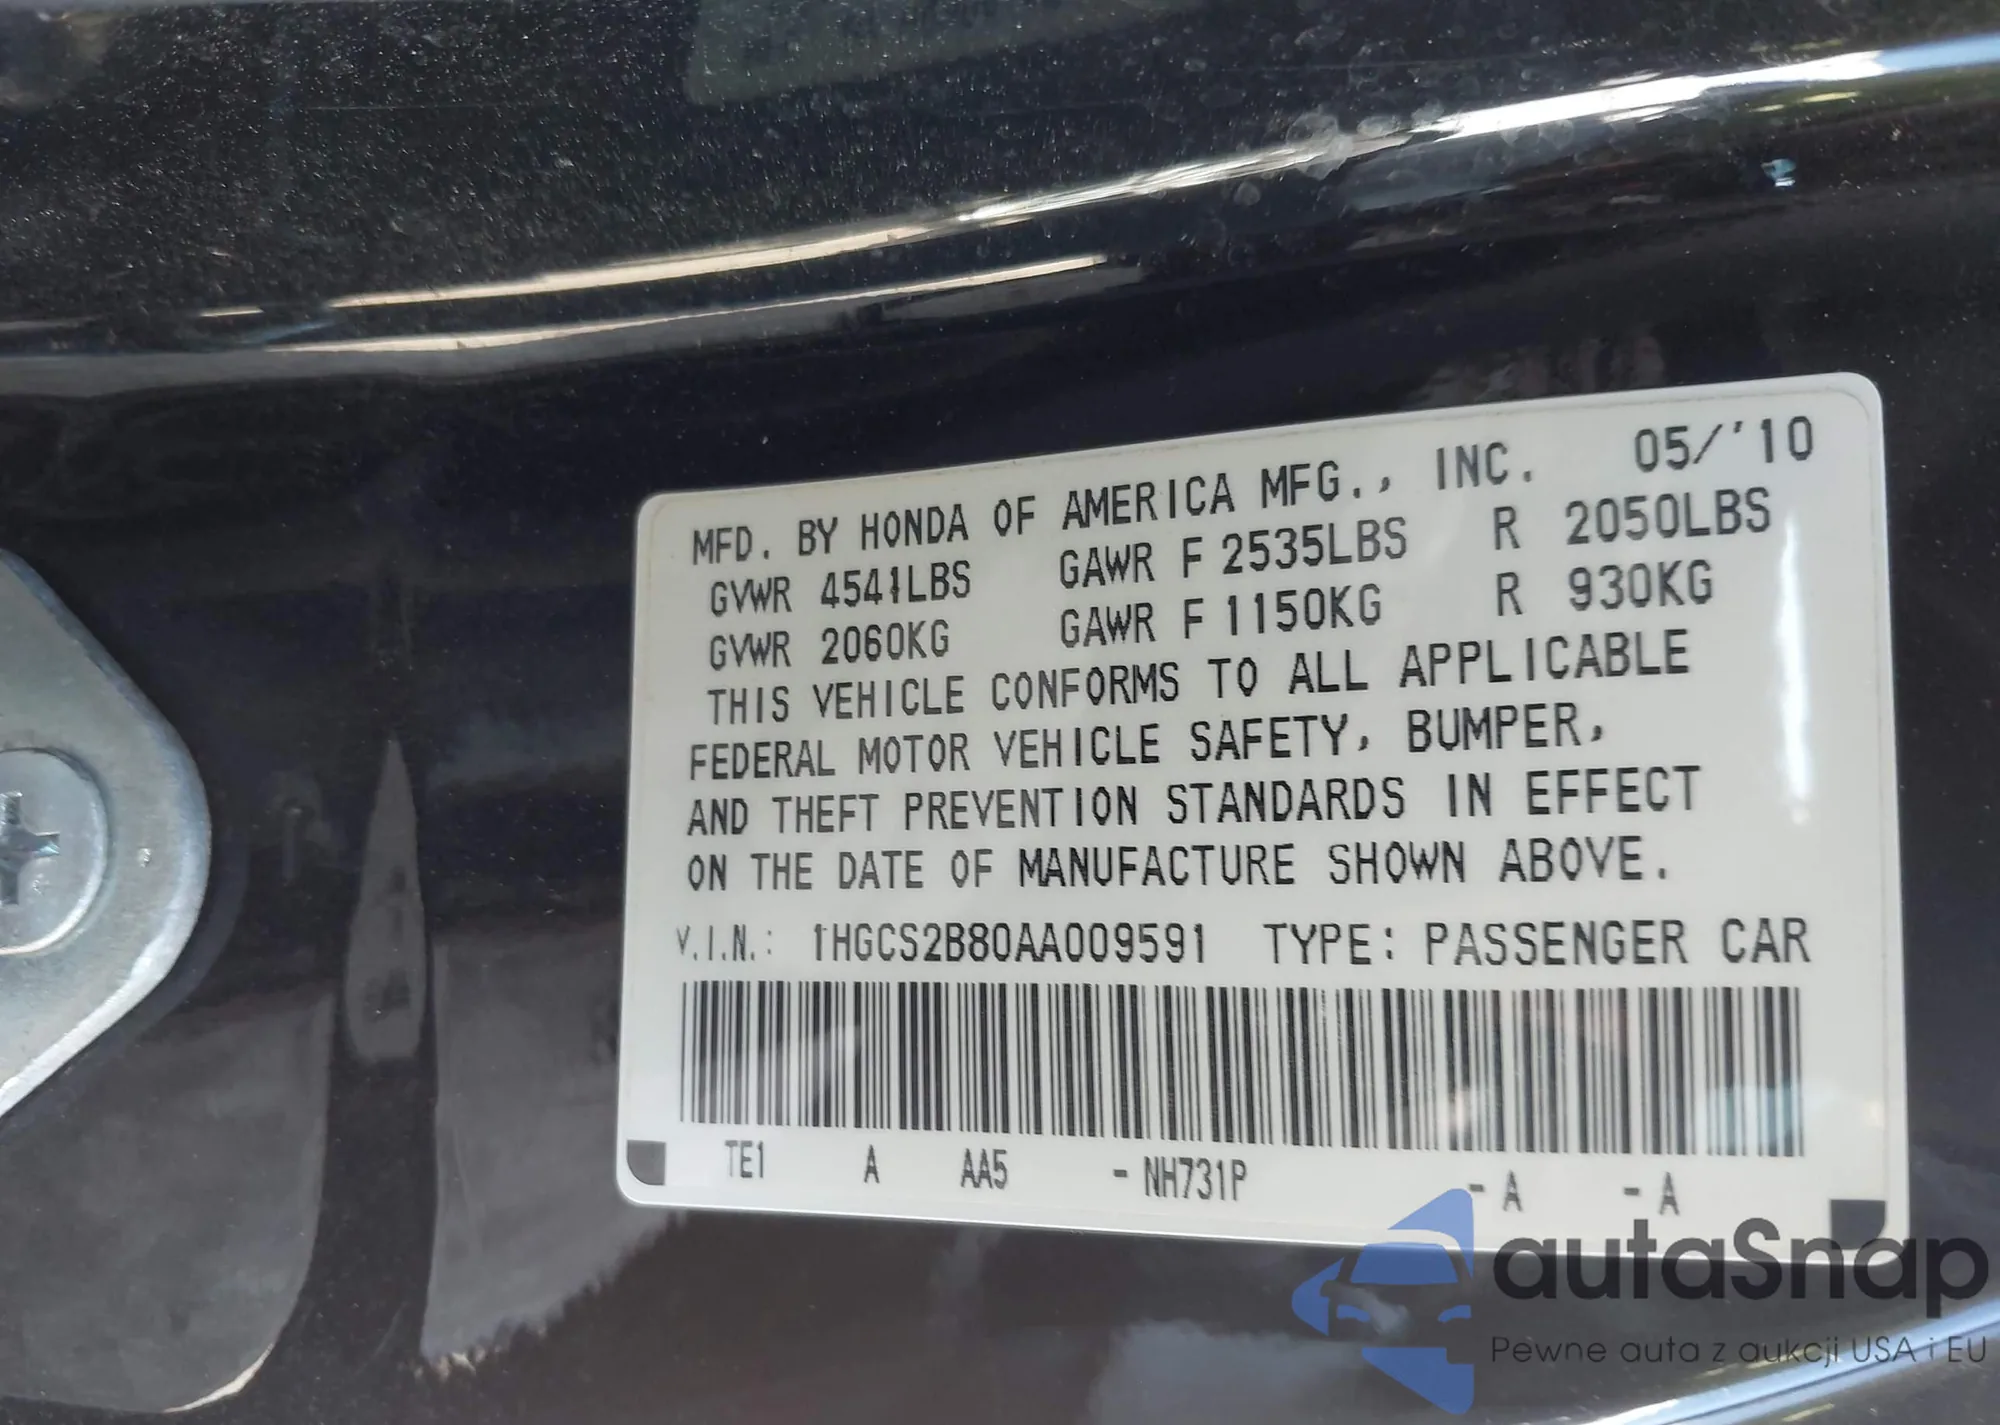 MFD. BY HONDA OF AMERICA MFG., INC. 05/'10
GVWR 4541LBS GAWR F 2535LBS R 2050LBS
GVWR 2060KG GAWR F 1150KG R 930KG
THIS VEHICLE CONFORMS TO ALL APPLICABLE
FEDERAL MOTOR VEHICLE SAFETY, BUMPER,
AND THEFT PREVENTION STANDARDS IN EFFECT
ON THE DATE OF MANUFACTURE SHOWN ABOVE.
V.I.N.: 1HGCS2B80AA009591 TYPE: PASSENGER CAR
TE1 A AA5 - NH731P - A - A
autaSnap
Pewne auta z aukcji USA i EU